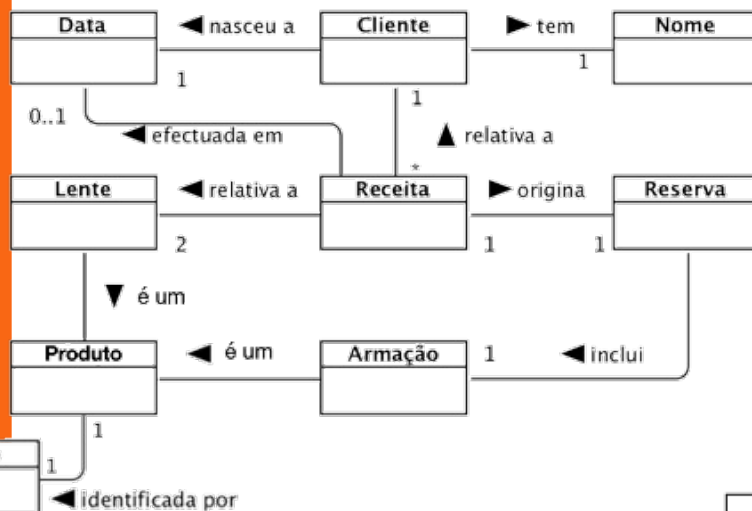 Data
nasceu a
Cliente
tem
Nome
1
1
1
0..1
efectuada em
relativa a
*
Lente
relativa a
Receita
origina
Reserva
2
1
1
é um
Produto
é um
Armação
1
inclui
1
1
identificada por